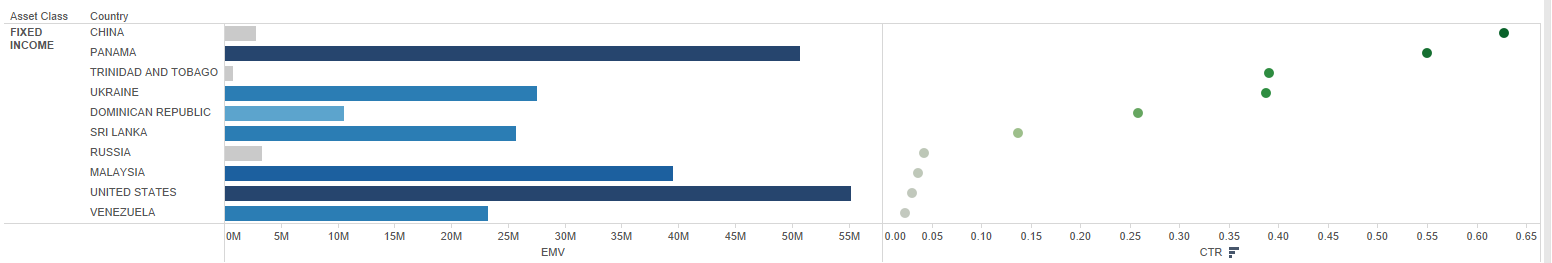 Asset Class Country
FIXED INCOME
CHINA
PANAMA
TRINIDAD AND TOBAGO
UKRAINE
DOMINICAN REPUBLIC
SRI LANKA
RUSSIA
MALAYSIA
UNITED STATES
VENEZUELA
0M 5M 10M 15M 20M 25M 30M 35M 40M 45M 50M 55M
EMV
0.00 0.05 0.10 0.15 0.20 0.25 0.30 0.35 0.40 0.45 0.50 0.55 0.60 0.65
CTR